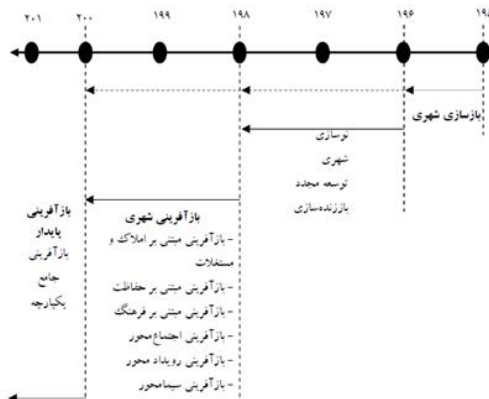 ۱۹۵ ۱۹۶ ۱۹۷ ۱۹۸ ۱۹۹ ۲۰۰ ۲۰۱
بازسازی شهری
نوسازی
شهری
توسعه مجدد
باززنده‌سازی
بازآفرینی شهری
- بازآفرینی مبتنی بر املاک و
مستغلات
- بازآفرینی مبتنی بر حفاظت
- بازآفرینی مبتنی بر فرهنگ
- بازآفرینی اجتماع‌محور
- بازآفرینی رویداد محور
- بازآفرینی سیمامحور
بازآفرینی
پایدار
بازآفرینی
جامع
یکپارچه